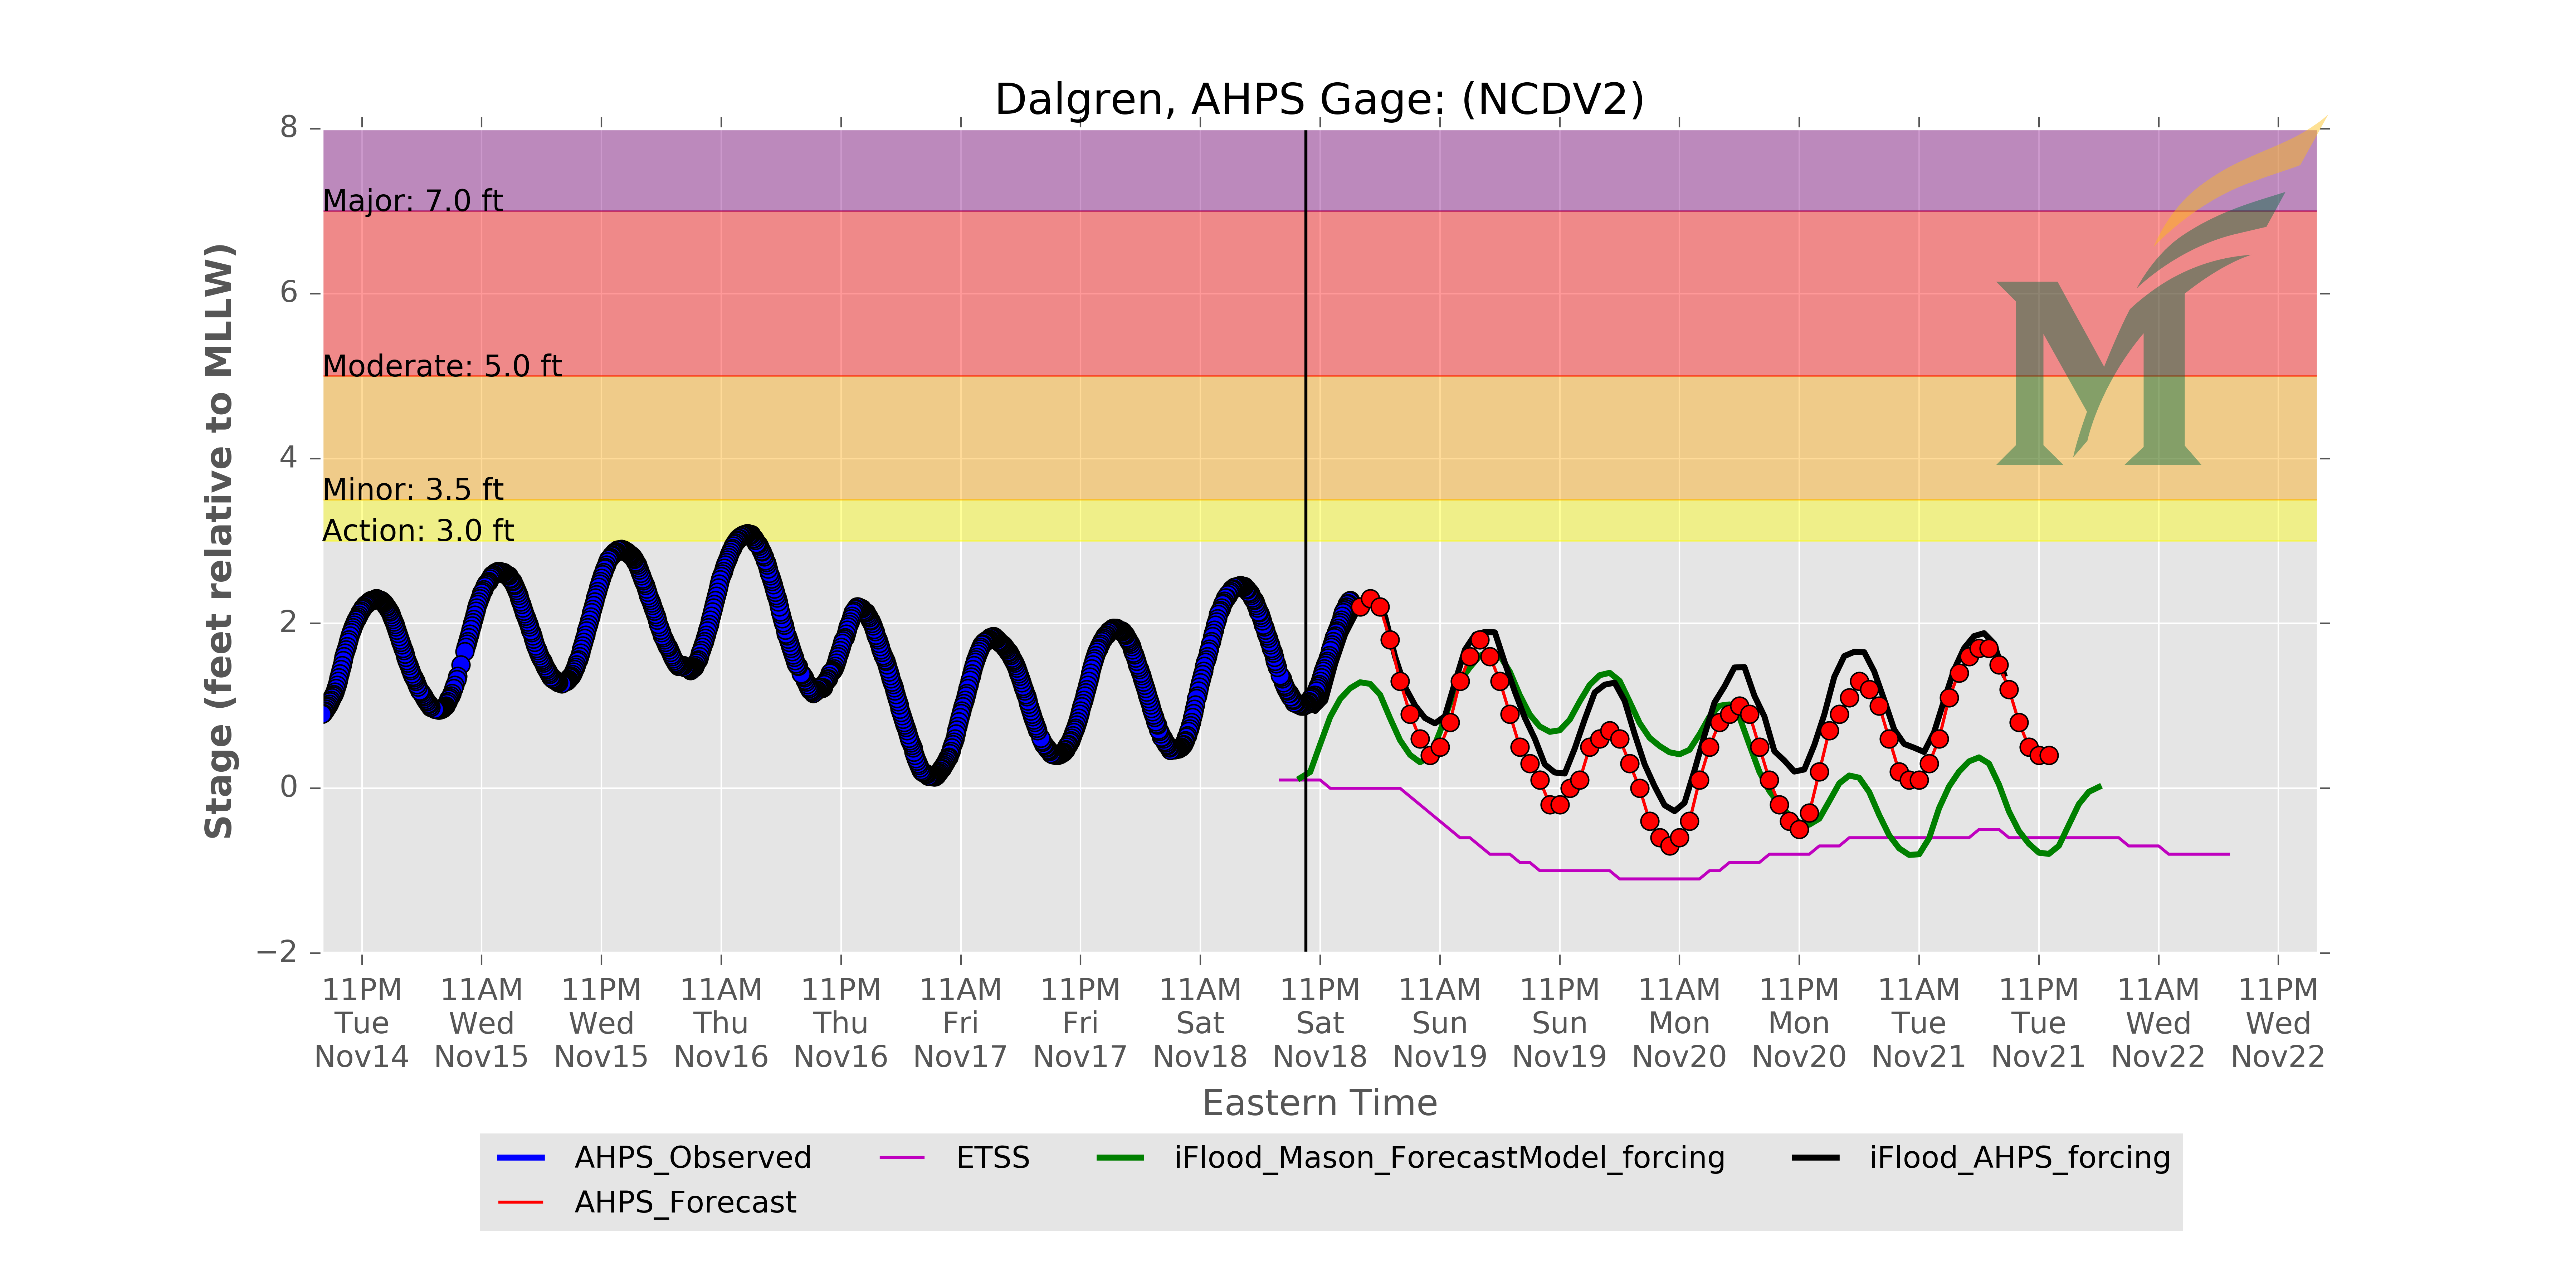 Dalgren, AHPS Gage: (NCDV2)
8
Major: 7.0 ft
6
Moderate: 5.0 ft
4
Minor: 3.5 ft
Action: 3.0 ft
2
0
−2
Stage (feet relative to MLLW)
M
11PM 11AM 11PM 11AM 11PM 11AM 11PM 11AM 11PM 11AM 11PM 11AM 11PM 11AM 11PM 11AM 11PM
Tue Wed Wed Thu Thu Fri Fri Sat Sat Sun Sun Mon Mon Tue Tue Wed Wed
Nov14 Nov15 Nov15 Nov16 Nov16 Nov17 Nov17 Nov18 Nov18 Nov19 Nov19 Nov20 Nov20 Nov21 Nov21 Nov22 Nov22
Eastern Time
AHPS_Observed ETSS iFlood_Mason_ForecastModel_forcing iFlood_AHPS_forcing
AHPS_Forecast